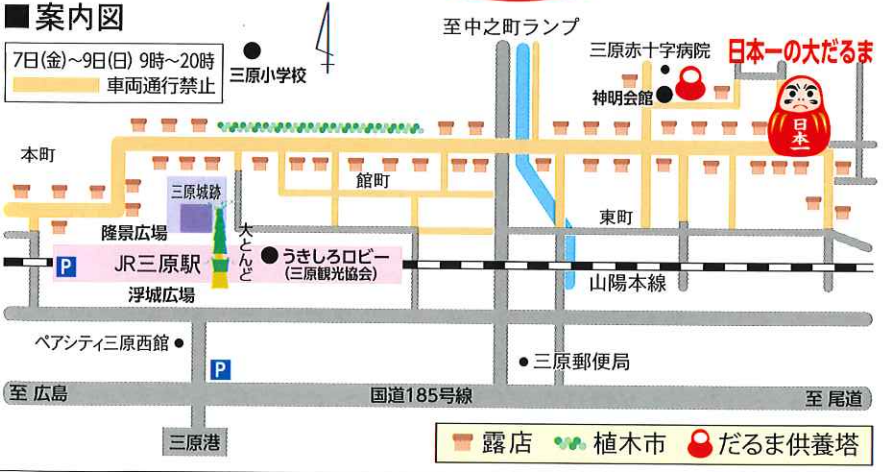 ■案内図
至中之町ランプ
7日(金)～9日(日) 9時～20時
車両通行禁止
三原小学校
三原赤十字病院
日本一の大だるま
神明会館
日本一
本町
館町
三原城跡
東町
隆景広場
大とんど
P
JR三原駅
うきしろロビー
(三原観光協会)
山陽本線
浮城広場
ペアシティ三原西館
P
三原郵便局
至 広島
国道185号線
至 尾道
三原港
露店
植木市
だるま供養塔